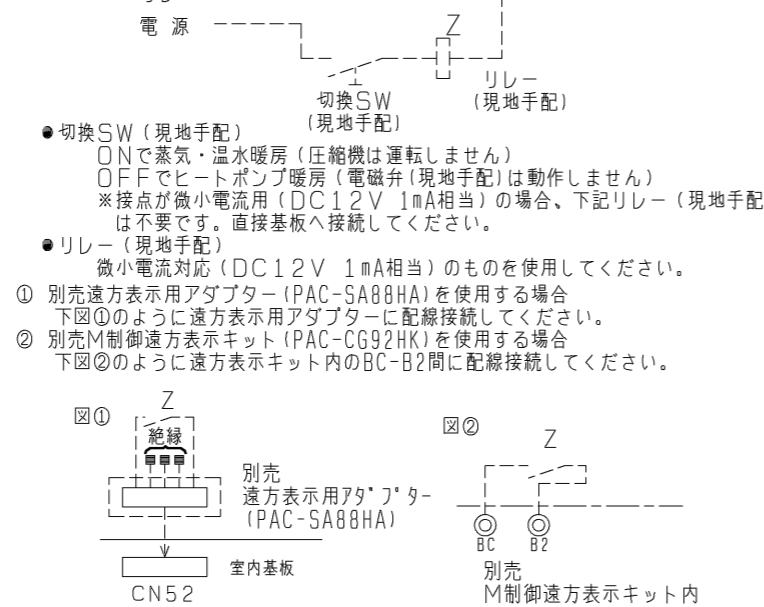 電 源
Z
切換SW
(現地手配)
リレー
(現地手配)
●切換SW(現地手配)
ONで蒸気・温水暖房(圧縮機は運転しません)
OFFでヒートポンプ暖房(電磁弁(現地手配)は動作しません)
※接点が微小電流用(DC12V 1mA相当)の場合、下記リレー(現地手配
は不要です。直接基板へ接続してください。
●リレー(現地手配)
微小電流対応(DC12V 1mA相当)のものを使用してください。
① 別売遠方表示用アダプター(PAC-SA88HA)を使用する場合
下図①のように遠方表示用アダプターに配線接続してください。
② 別売M制御遠方表示キット(PAC-CG92HK)を使用する場合
下図②のように遠方表示キット内のBC-B2間に配線接続してください。
図①
Z
絶縁
別売
遠方表示用アダプター
(PAC-SA88HA)
室内基板
CN52
図②
Z
BC B2
別売
M制御遠方表示キット内